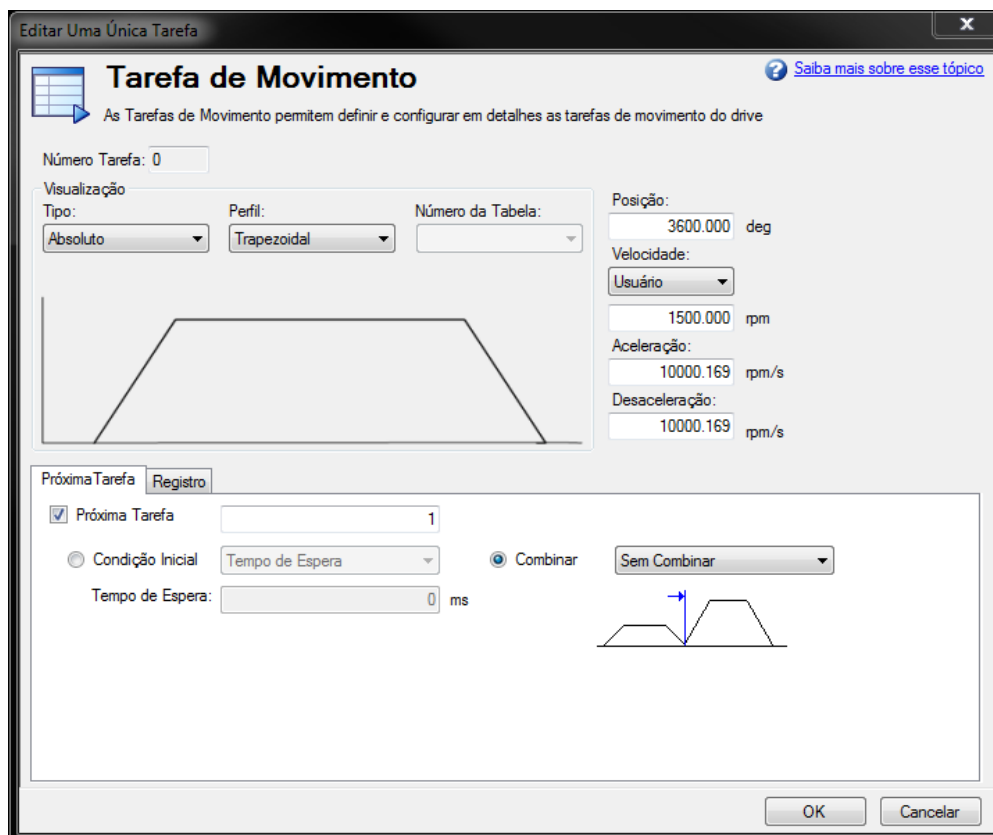 Editar Uma Única Tarefa
x
Tarefa de Movimento
? Saiba mais sobre esse tópico
As Tarefas de Movimento permitem definir e configurar em detalhes as tarefas de movimento do drive
Número Tarefa: 0
Visualização
Tipo: Perfil: Número da Tabela:
Absoluto Trapezoidal
Posição:
3600.000 deg
Velocidade:
Usuário
1500.000 rpm
Aceleração:
10000.169 rpm/s
Desaceleração:
10000.169 rpm/s
PróximaTarefa Registro
Próxima Tarefa 1
Condição Inicial Tempo de Espera Combinar Sem Combinar
Tempo de Espera: 0 ms
OK Cancelar